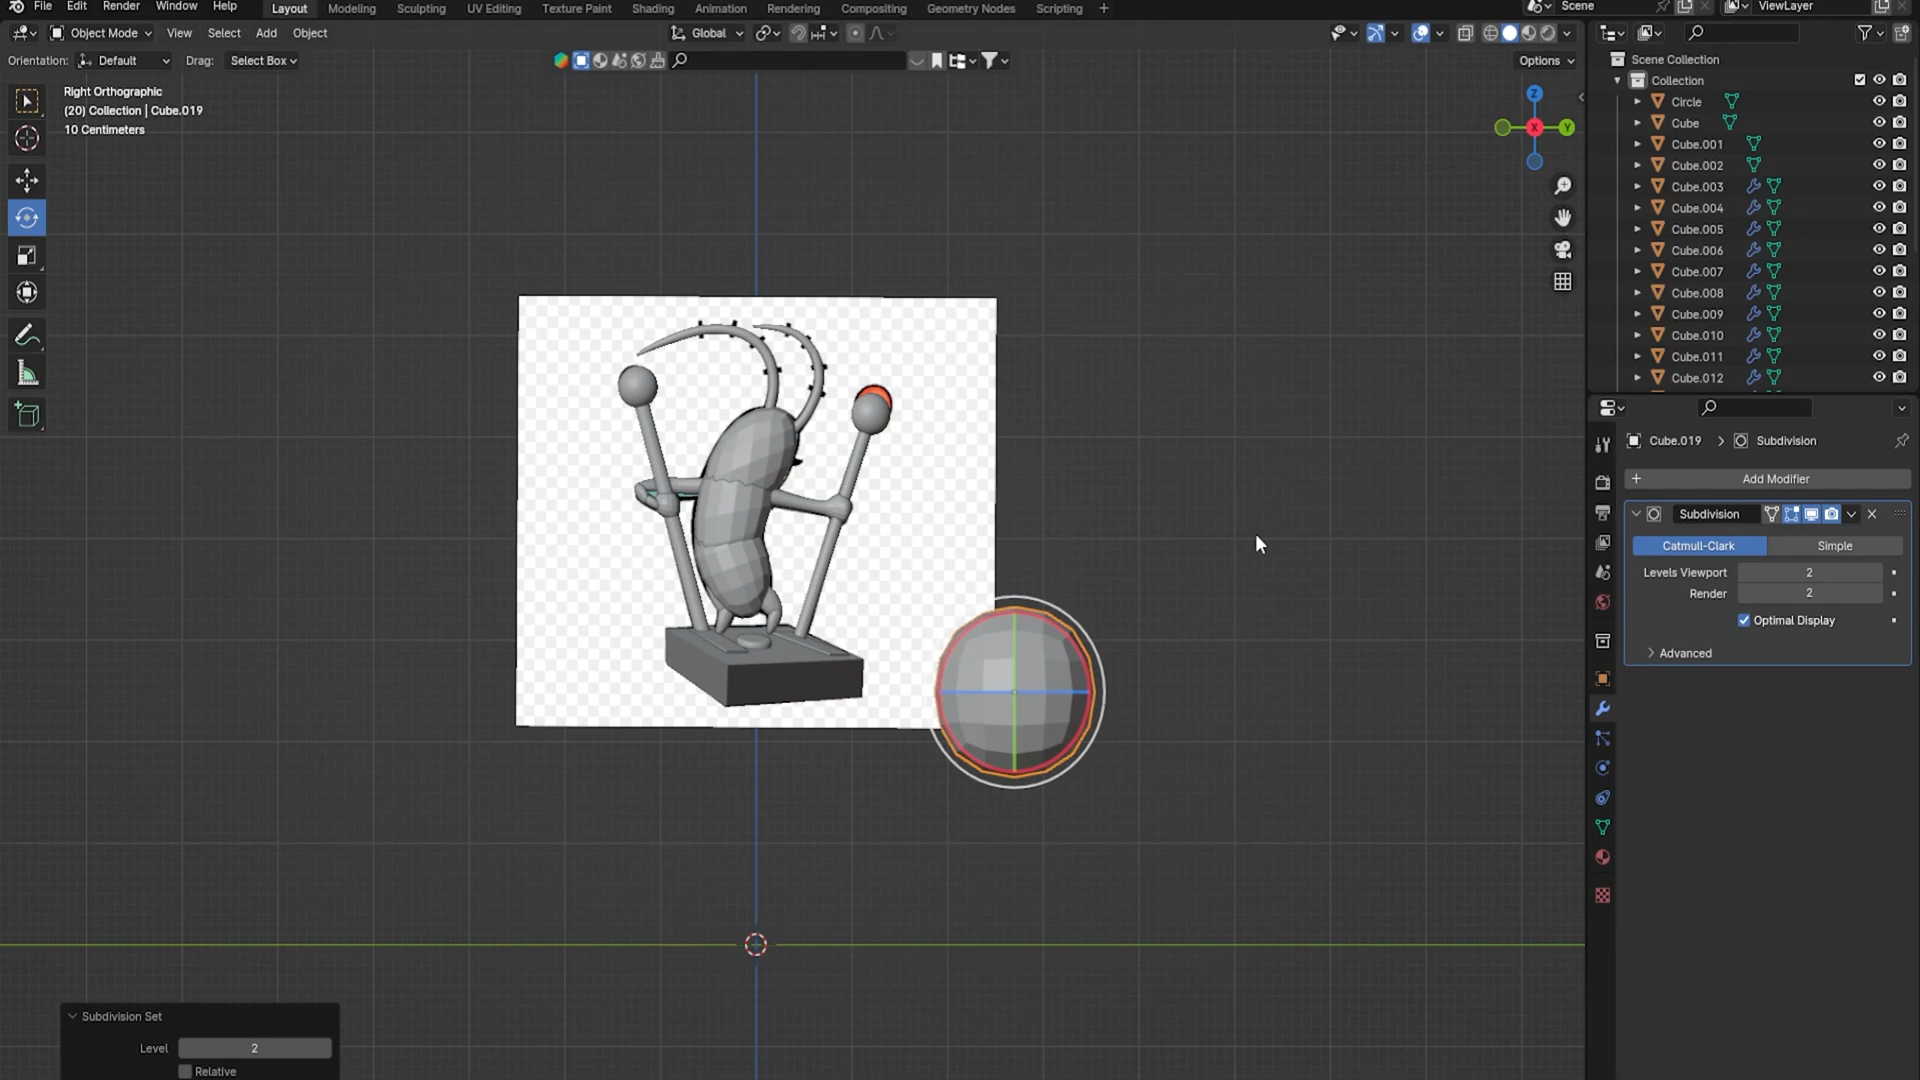 File Edit Render Window Help Layout Modeling Sculpting UV Editing Texture Paint Shading Animation Rendering Compositing Geometry Nodes Scripting + Scene ViewLayer
Object Mode View Select Add Object Global
Orientation: Default Drag: Select Box Options
Right Orthographic
(20) Collection | Cube.019
10 Centimeters
Z
X
Y
Scene Collection
Collection
Circle
Cube
Cube.001
Cube.002
Cube.003
Cube.004
Cube.005
Cube.006
Cube.007
Cube.008
Cube.009
Cube.010
Cube.011
Cube.012
Cube.019 > Subdivision
+ Add Modifier
Subdivision
Catmull-Clark Simple
Levels Viewport 2
Render 2
Optimal Display
Advanced
Subdivision Set
Level 2
Relative